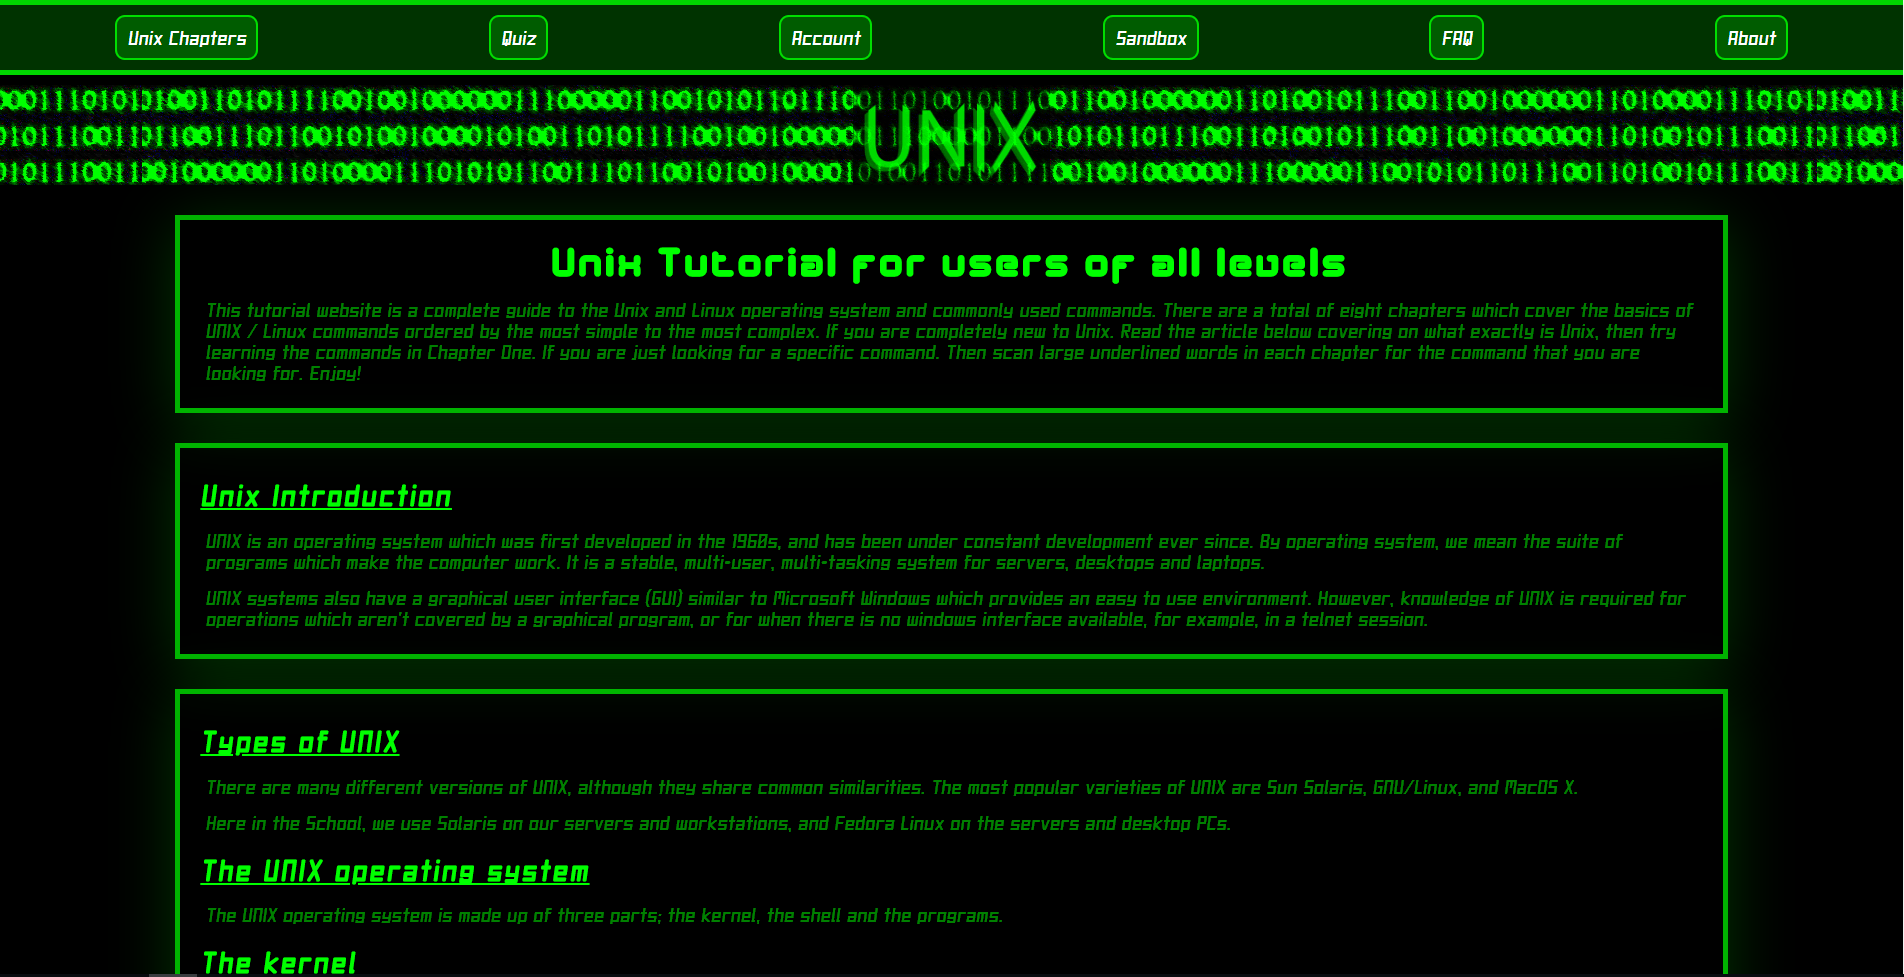 Unix Chapters
Quiz
Account
Sandbox
FAQ
About
UNIX
Unix Tutorial for users of all levels
This tutorial website is a complete guide to the Unix and Linux operating system and commonly used commands. There are a total of eight chapters which cover the basics of
UNIX / Linux commands ordered by the most simple to the most complex. If you are completely new to Unix. Read the article below covering on what exactly is Unix, then try
learning the commands in Chapter One. If you are just looking for a specific command. Then scan large underlined words in each chapter for the command that you are
looking for. Enjoy!
Unix Introduction
UNIX is an operating system which was first developed in the 1960s, and has been under constant development ever since. By operating system, we mean the suite of
programs which make the computer work. It is a stable, multi-user, multi-tasking system for servers, desktops and laptops.
UNIX systems also have a graphical user interface (GUI) similar to Microsoft Windows which provides an easy to use environment. However, knowledge of UNIX is required for
operations which aren't covered by a graphical program, or for when there is no windows interface available, for example, in a telnet session.
Types of UNIX
There are many different versions of UNIX, although they share common similarities. The most popular varieties of UNIX are Sun Solaris, GNU/Linux, and MacOS X.
Here in the School, we use Solaris on our servers and workstations, and Fedora Linux on the servers and desktop PCs.
The UNIX operating system
The UNIX operating system is made up of three parts; the kernel, the shell and the programs.
The kernel